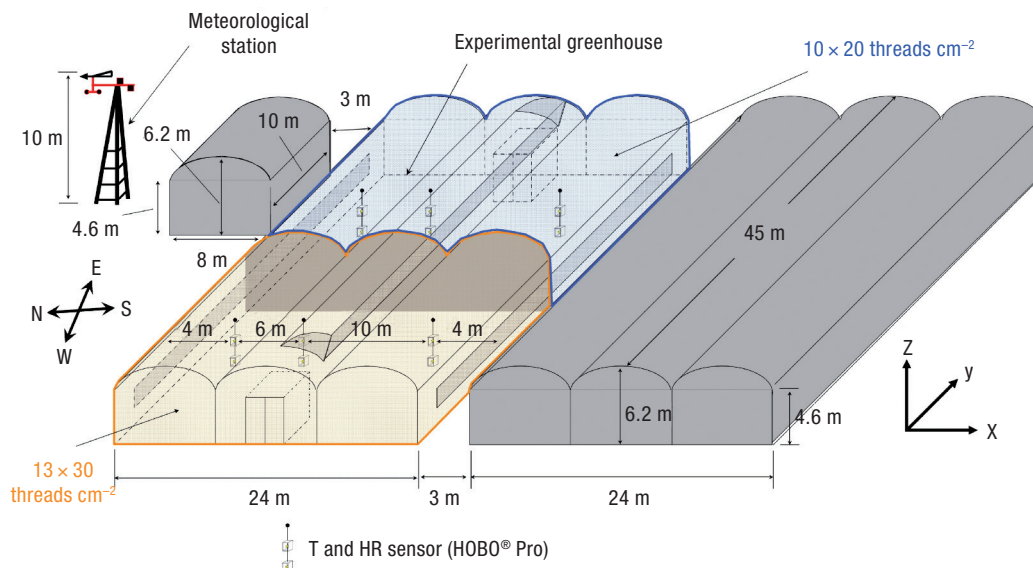 Meteorological
station
Experimental greenhouse
10 × 20 threads cm⁻²
3 m
10 m
6.2 m
10 m
4.6 m
8 m
45 m
E
N
S
W
4 m
6 m
10 m
4 m
Z
y
X
6.2 m
4.6 m
13 × 30
threads cm⁻²
24 m
3 m
24 m
T and HR sensor (HOBO® Pro)